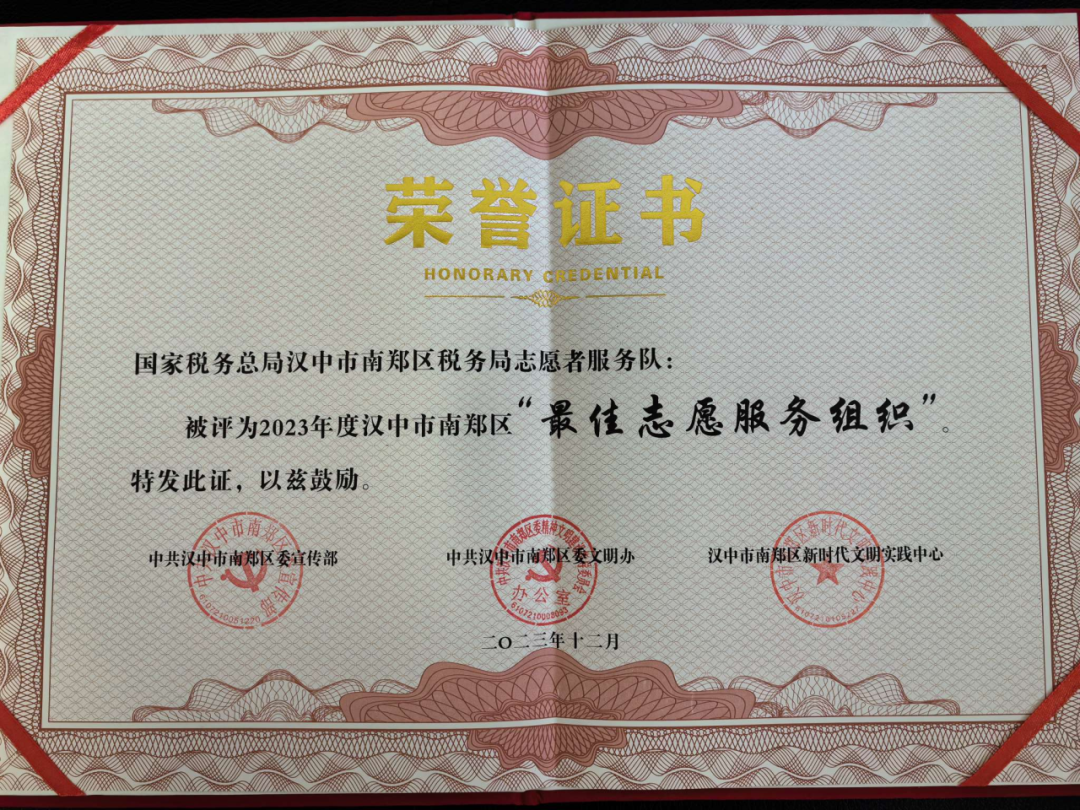 荣誉证书
HONORARY CREDENTIAL
国家税务总局汉中市南郑区税务局志愿者服务队：
被评为2023年度汉中市南郑区“最佳志愿服务组织”。
特发此证，以兹鼓励。
中共汉中市南郑区委宣传部
中共汉中市南郑区委文明办
汉中市南郑区新时代文明实践中心
办公室
6107210051220
二〇二三年十二月